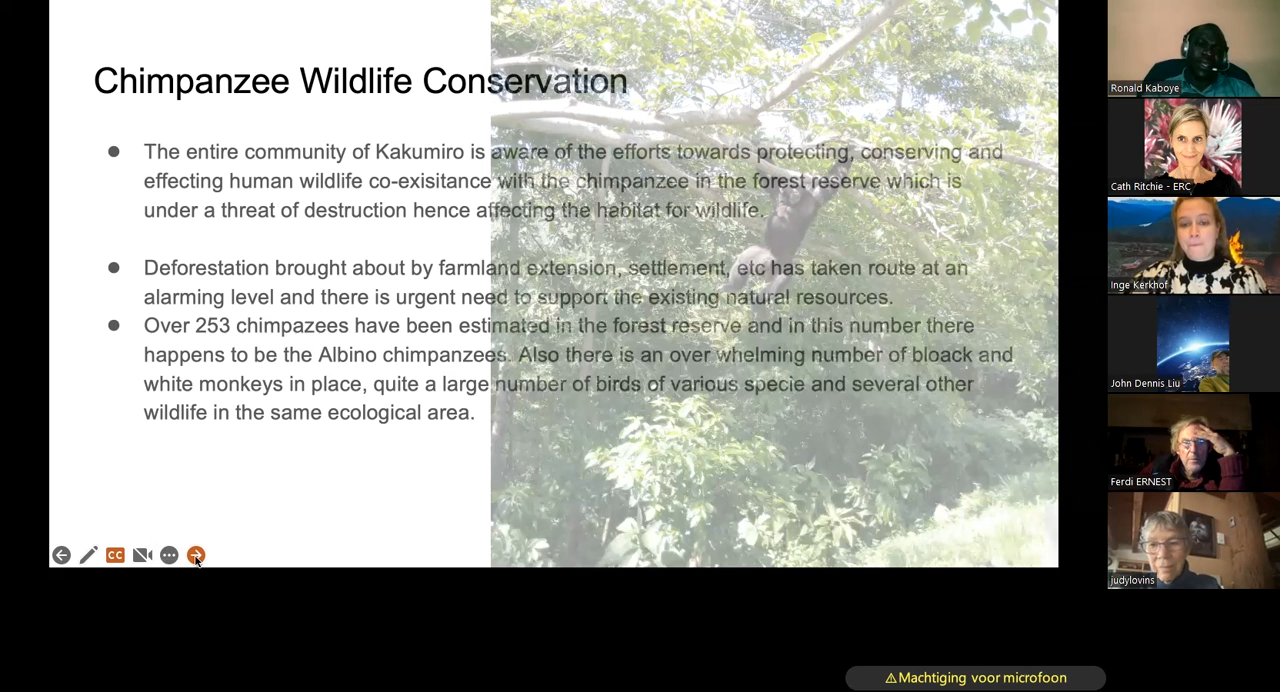 Chimpanzee Wildlife Conservation
● The entire community of Kakumiro is aware of the efforts towards protecting, conserving and
effecting human wildlife co-exisitance with the chimpanzee in the forest reserve which is
under a threat of destruction hence affecting the habitat for wildlife.
● Deforestation brought about by farmland extension, settlement, etc has taken route at an
alarming level and there is urgent need to support the existing natural resources.
● Over 253 chimpazees have been estimated in the forest reserve and in this number there
happens to be the Albino chimpanzees. Also there is an over whelming number of bloack and
white monkeys in place, quite a large number of birds of various specie and several other
wildlife in the same ecological area.
CC
Ronald Kaboye
Cath Ritchie - ERC
Inge Kerkhof
John Dennis Liu
Ferdi ERNEST
judylovins
⚠Machtiging voor microfoon